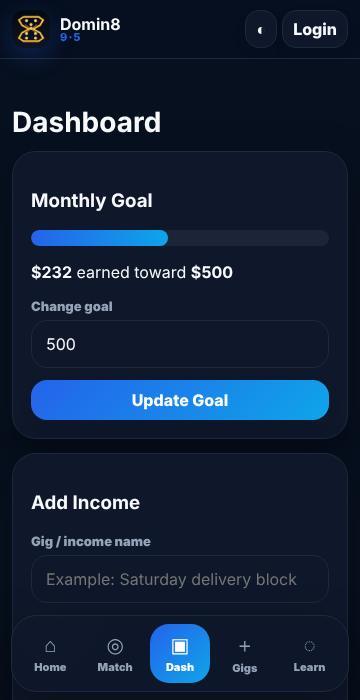 Domin8
9·5
Login
Dashboard
Monthly Goal
$232 earned toward $500
Change goal
500
Update Goal
Add Income
Gig / income name
Example: Saturday delivery block
Home
Match
Dash
Gigs
Learn